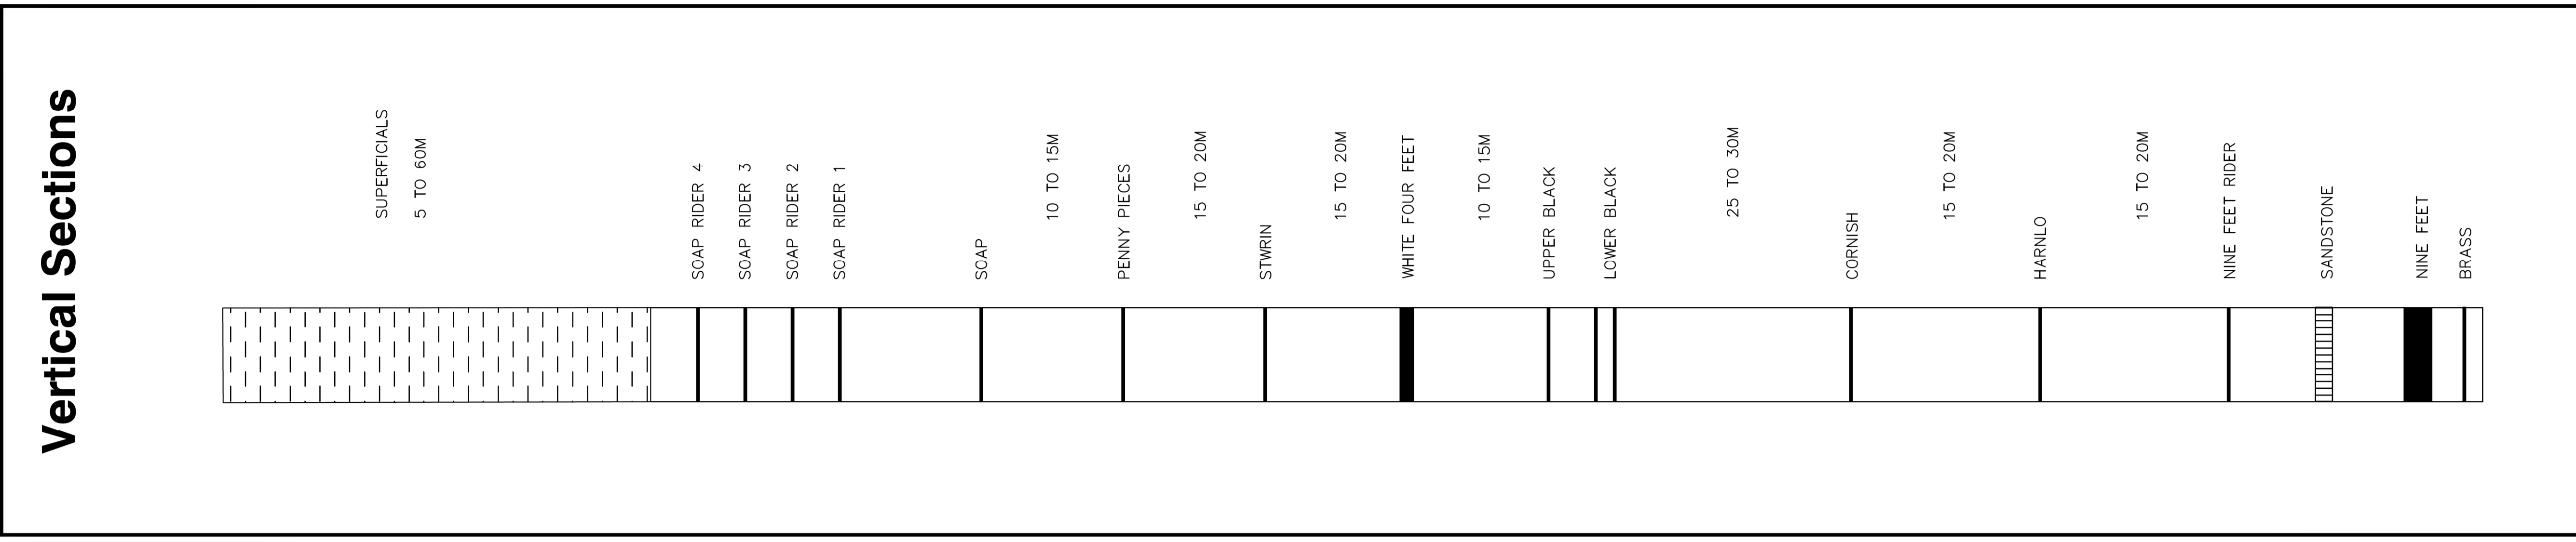 Vertical Sections
SUPERFICIALS
5 TO 60M
SOAP RIDER 4
SOAP RIDER 3
SOAP RIDER 2
SOAP RIDER 1
SOAP
10 TO 15M
PENNY PIECES
15 TO 20M
STWRIN
15 TO 20M
WHITE FOUR FEET
10 TO 15M
UPPER BLACK
LOWER BLACK
25 TO 30M
CORNISH
15 TO 20M
HARNLO
15 TO 20M
NINE FEET RIDER
SANDSTONE
NINE FEET
BRASS